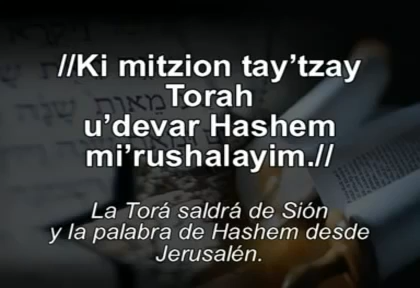 //Ki mitzion tay’tzay
Torah
u’devar Hashem
mi’rushalayim.//
La Torá saldrá de Sión
y la palabra de Hashem desde
Jerusalén.